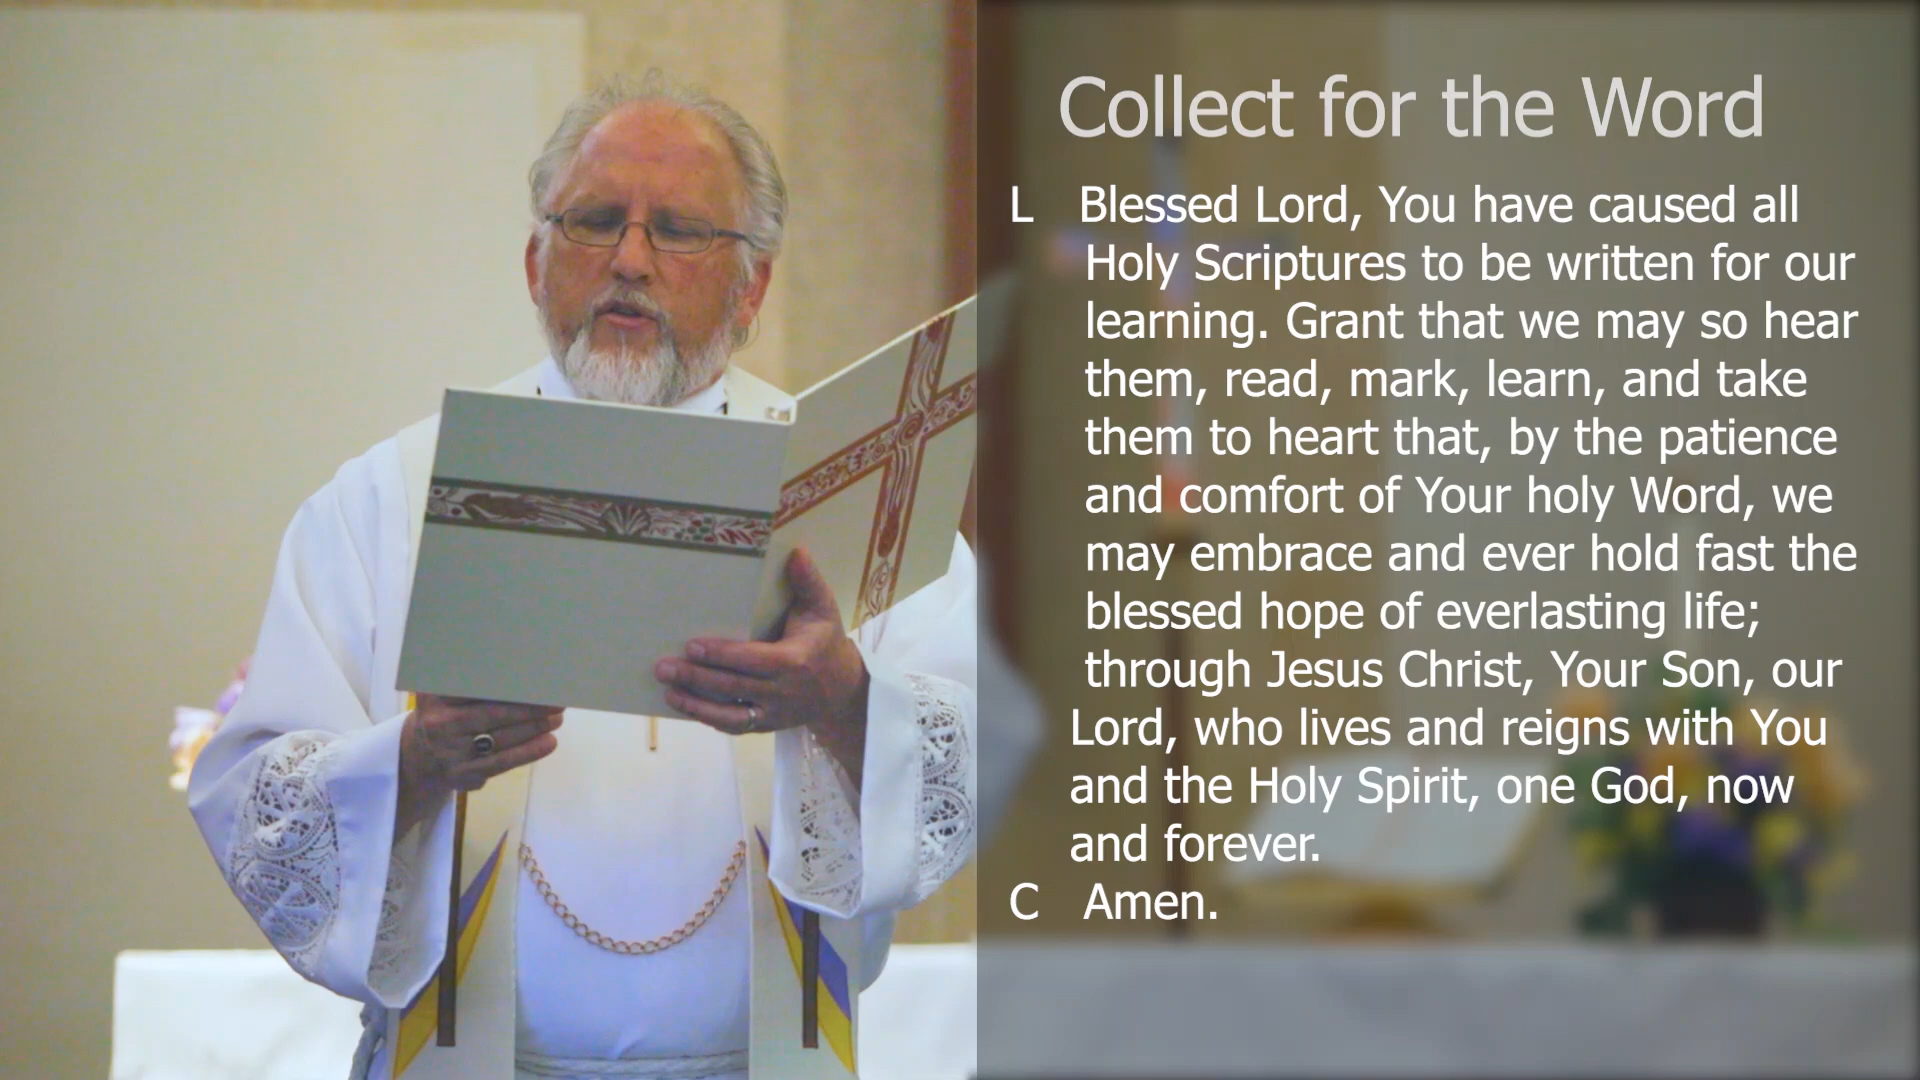 Collect for the Word
L Blessed Lord, You have caused all
Holy Scriptures to be written for our
learning. Grant that we may so hear
them, read, mark, learn, and take
them to heart that, by the patience
and comfort of Your holy Word, we
may embrace and ever hold fast the
blessed hope of everlasting life;
through Jesus Christ, Your Son, our
Lord, who lives and reigns with You
and the Holy Spirit, one God, now
and forever.
C Amen.